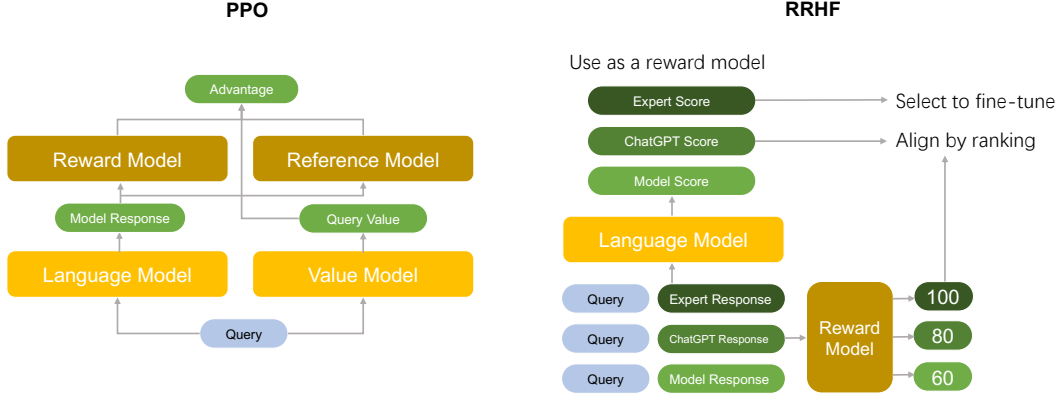 PPO
Advantage
Reward Model
Reference Model
Model Response
Query Value
Language Model
Value Model
Query
RRHF
Use as a reward model
Expert Score
Select to fine-tune
ChatGPT Score
Align by ranking
Model Score
Language Model
Query
Expert Response
100
Query
ChatGPT Response
Reward
Model
80
Query
Model Response
60